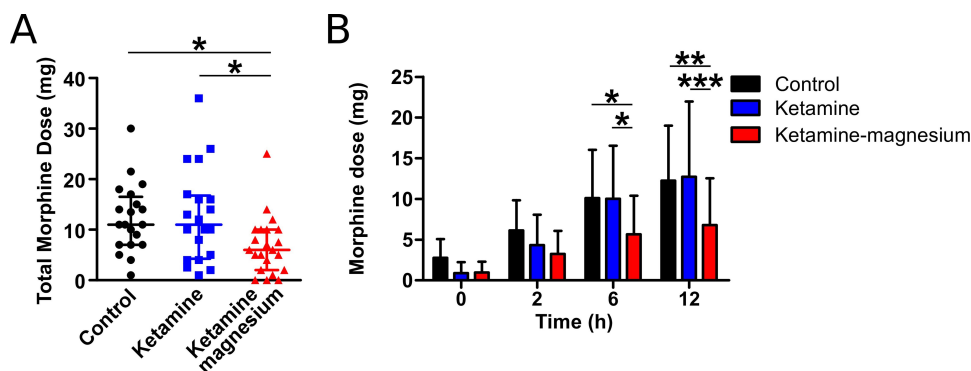 A
*
*
Total Morphine Dose (mg)
40
30
20
10
0
Control
Ketamine
Ketamine
magnesium
B
Morphine dose (mg)
25
20
15
10
5
0
*
*
**
***
0 2 6 12
Time (h)
Control
Ketamine
Ketamine-magnesium